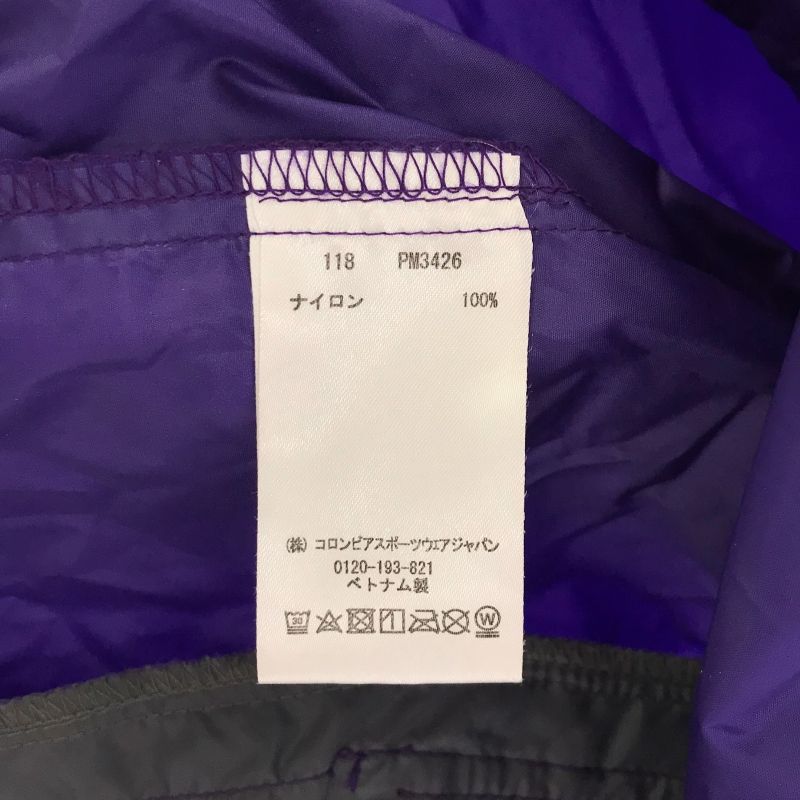 118 PM3426
ナイロン 100%
(株) コロンビアスポーツウエアジャパン
0120-193-821
ベトナム製
30 W